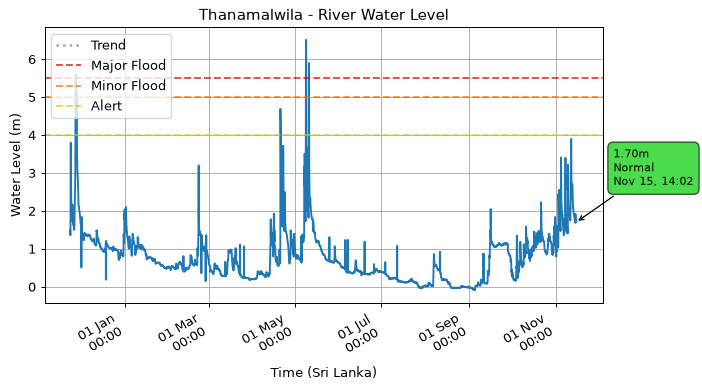 Thanamalwila - River Water Level
Trend
Major Flood
Minor Flood
Alert
Water Level (m)
6
5
4
3
2
1
0
1.70m
Normal
Nov 15, 14:02
01 Jan
00:00
01 Mar
00:00
01 May
00:00
01 Jul
00:00
01 Sep
00:00
01 Nov
00:00
Time (Sri Lanka)